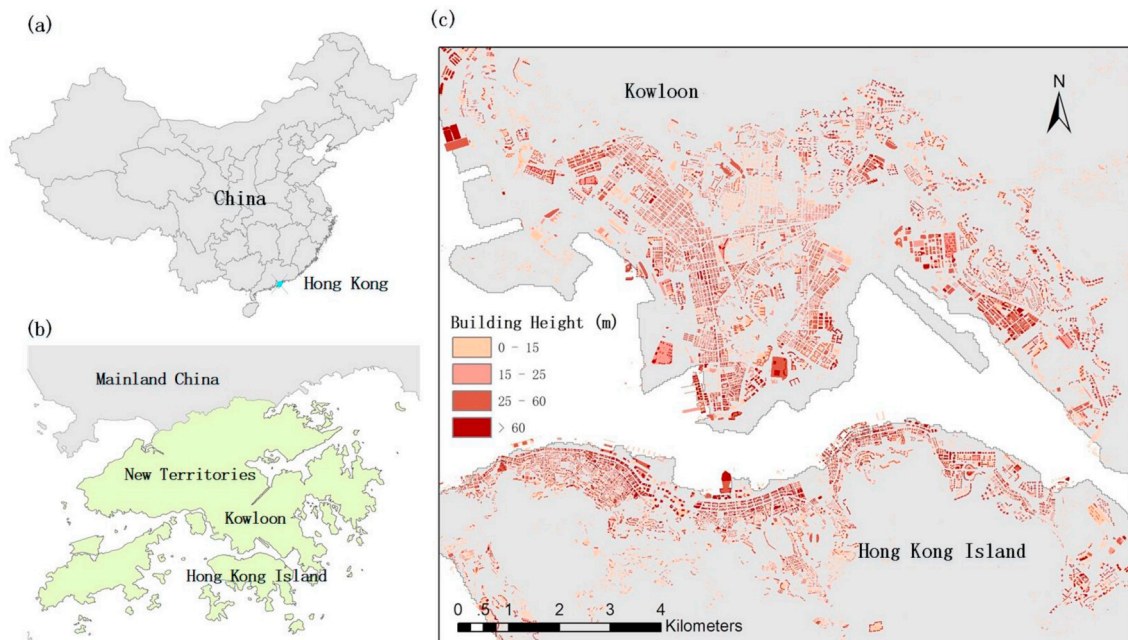 (a)
China
Hong Kong
(b)
Mainland China
New Territories
Kowloon
Hong Kong Island
(c)
Kowloon
N
Building Height (m)
0 - 15
15 - 25
25 - 60
> 60
Hong Kong Island
0 .5 1 2 3 4
Kilometers